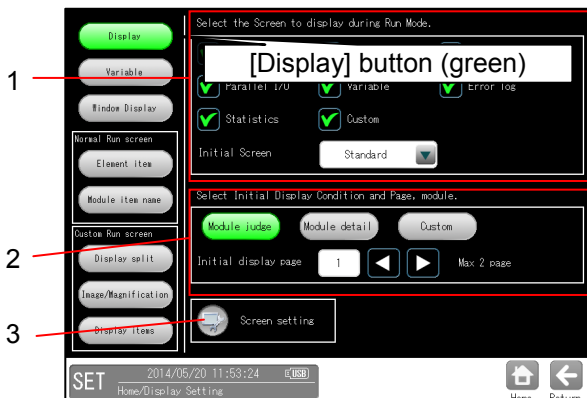 Select the Screen to display during Run Mode.
Display
[Display] button (green)
1
Variable
Parallel I/O
Variable
Error log
Window Display
Statistics
Custom
Normal Run screen
Initial Screen
Standard
Element item
Select Initial Display Condition and Page, module.
Module item name
Module judge
Module detail
Custom
Custom Run screen
2
Display split
Initial display page
1
Max 2 page
Image/Magnification
3
Screen setting
Display items
SET
2014/05/20 11:53:24
USB
Home/Display Setting
Home
Return